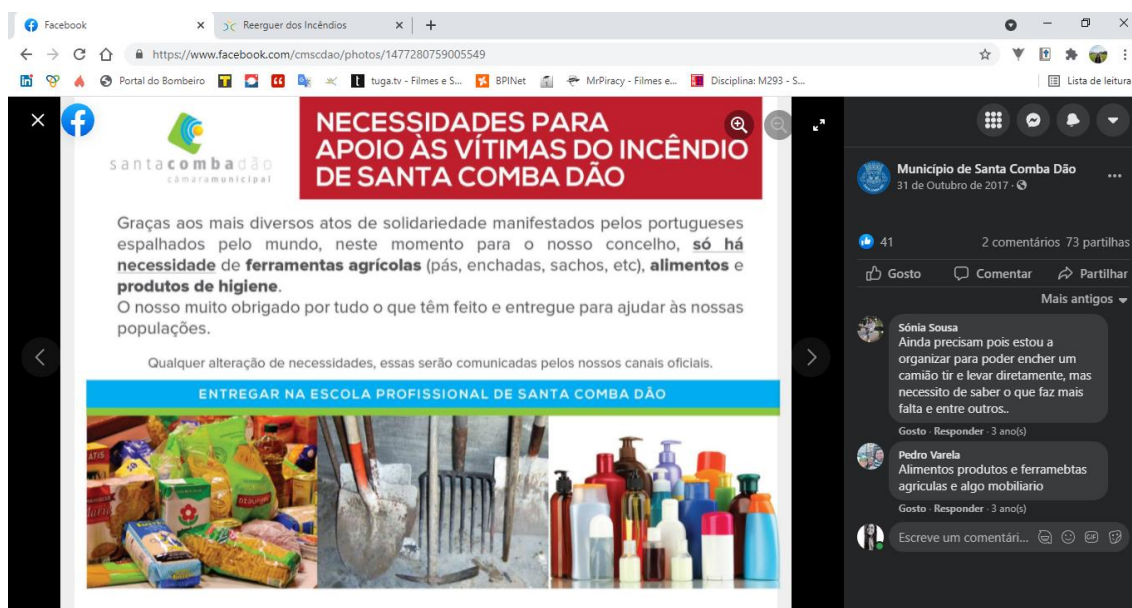 Facebook
Reerguer dos Incêndios
https://www.facebook.com/cmscdao/photos/1477280759005549
Portal do Bombeiro
tuga.tv - Filmes e S...
BPINet
MrPiracy - Filmes e...
Disciplina: M293 - S...
Lista de leitura
santacombadão
câmaramunicipal
NECESSIDADES PARA
APOIO ÀS VÍTIMAS DO INCÊNDIO
DE SANTA COMBA DÃO
Graças aos mais diversos atos de solidariedade manifestados pelos portugueses
espalhados pelo mundo, neste momento para o nosso concelho, só há
necessidade de ferramentas agrícolas (pás, enchadas, sachos, etc), alimentos e
produtos de higiene.
O nosso muito obrigado por tudo o que têm feito e entregue para ajudar às nossas
populações.
Qualquer alteração de necessidades, essas serão comunicadas pelos nossos canais oficiais.
ENTREGAR NA ESCOLA PROFISSIONAL DE SANTA COMBA DÃO
Município de Santa Comba Dão
31 de Outubro de 2017 ·
41
2 comentários 73 partilhas
Gosto
Comentar
Partilhar
Mais antigos
Sónia Sousa
Ainda precisam pois estou a
organizar para poder encher um
camião tir e levar diretamente, mas
necessito de saber o que faz mais
falta e entre outros..
Gosto · Responder · 3 ano(s)
Pedro Varela
Alimentos produtos e ferramebtas
agriculas e algo mobiliario
Gosto · Responder · 3 ano(s)
Escreve um comentári...
GIF